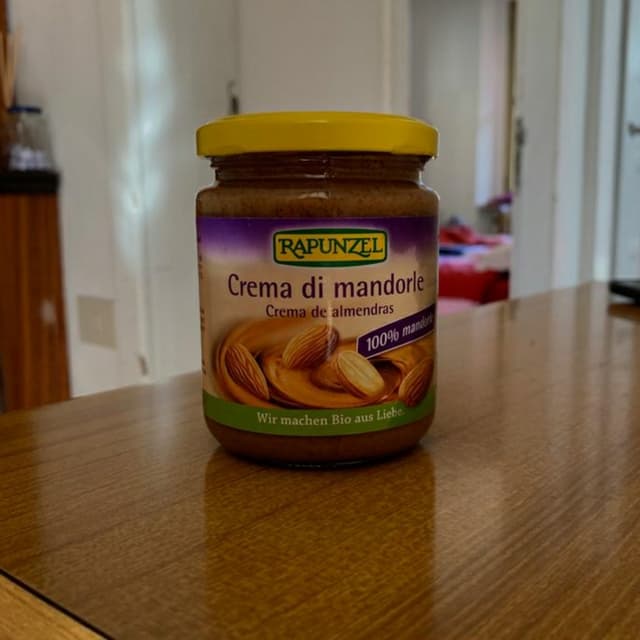 RAPUNZEL
Crema di mandorle
Crema de almendras
100% mandorle
Wir machen Bio aus Liebe.